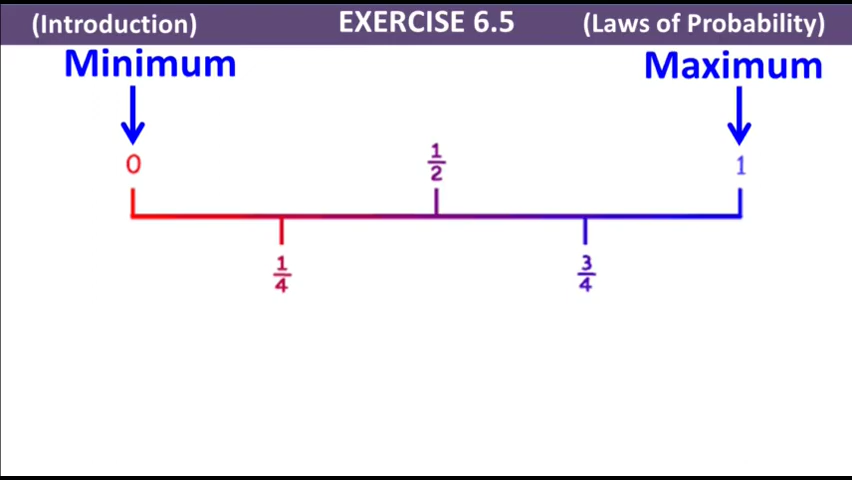 (Introduction) EXERCISE 6.5 (Laws of Probability)
Minimum Maximum
0 1/2 1
1/4 3/4